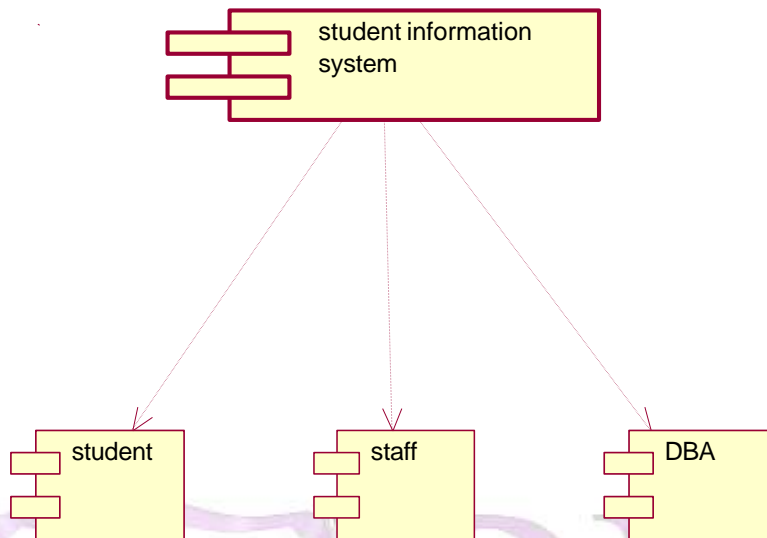 student information
system
student
staff
DBA